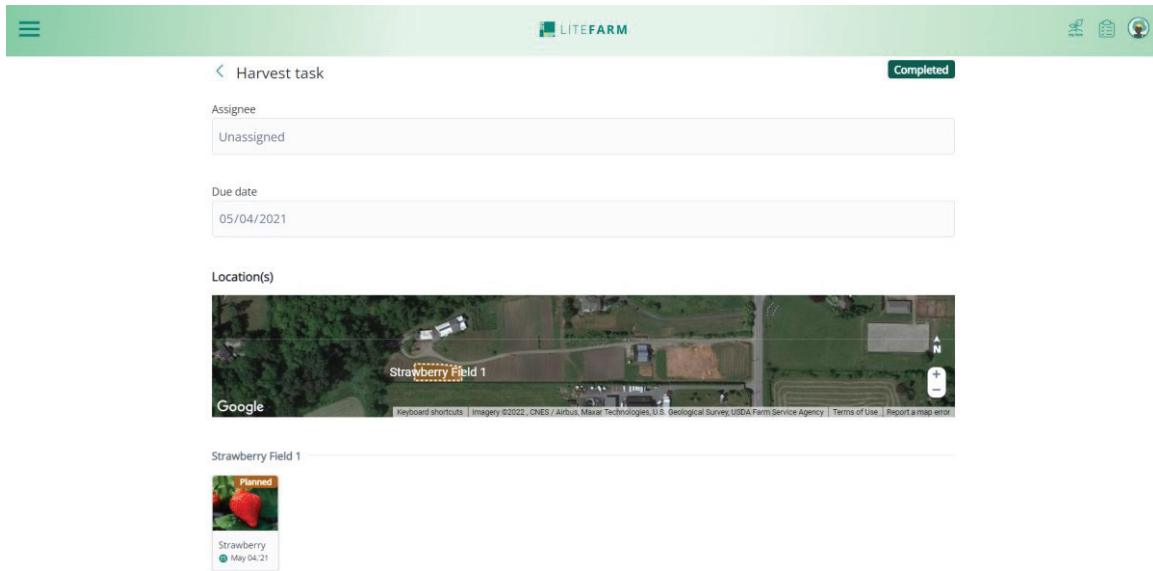 LITEFARM
Harvest task
Completed
Assignee
Unassigned
Due date
05/04/2021
Location(s)
Strawberry Field 1
N
+
−
Google
Keyboard shortcuts Imagery ©2022 , CNES / Airbus, Maxar Technologies, U.S. Geological Survey, USDA Farm Service Agency Terms of Use Report a map error
Strawberry Field 1
Planned
Strawberry
May 04,'21